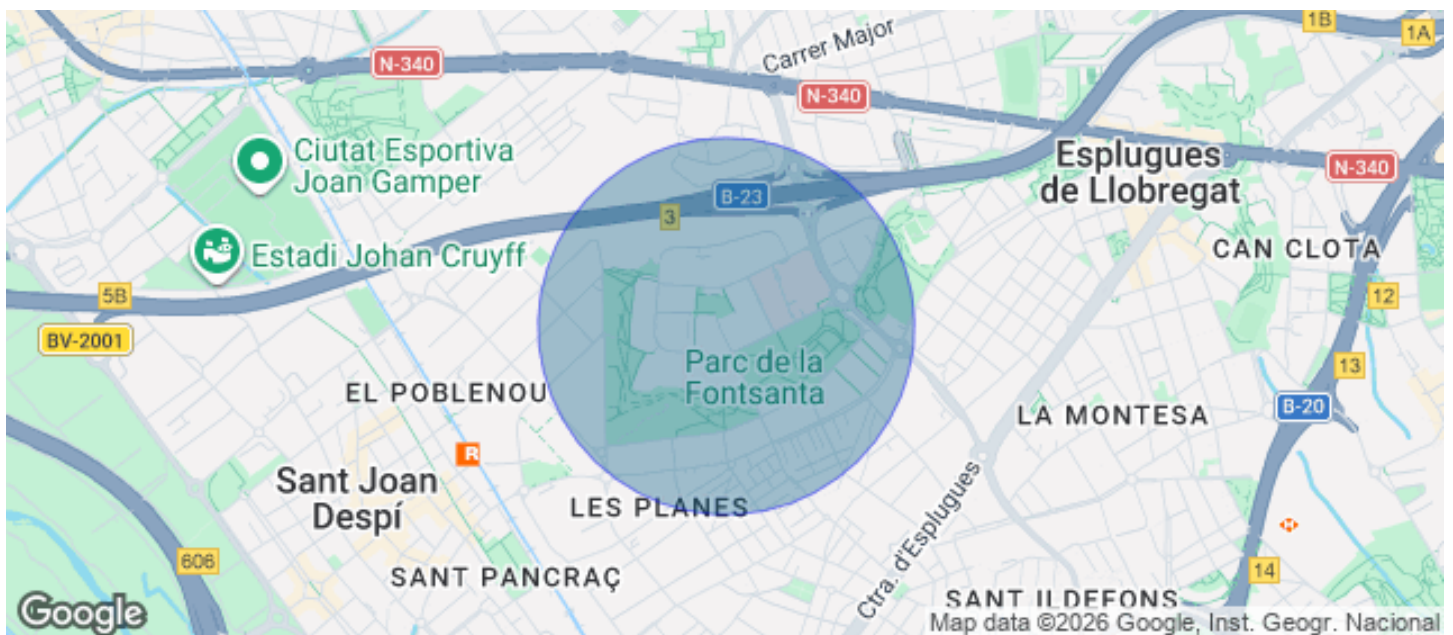 1B
1A
Carrer Major
N-340
N-340
Ciutat Esportiva
Joan Gamper
Esplugues
de Llobregat
N-340
B-23
3
Estadi Johan Cruyff
CAN CLOTA
5B
12
BV-2001
Parc de la
Fontsanta
13
EL POBLENOU
B-20
LA MONTESA
R
Sant Joan
Despí
LES PLANES
Ctra. d'Esplugues
606
SANT PANCRAÇ
14
SANT ILDEFONS
Google
Map data ©2026 Google, Inst. Geogr. Nacional